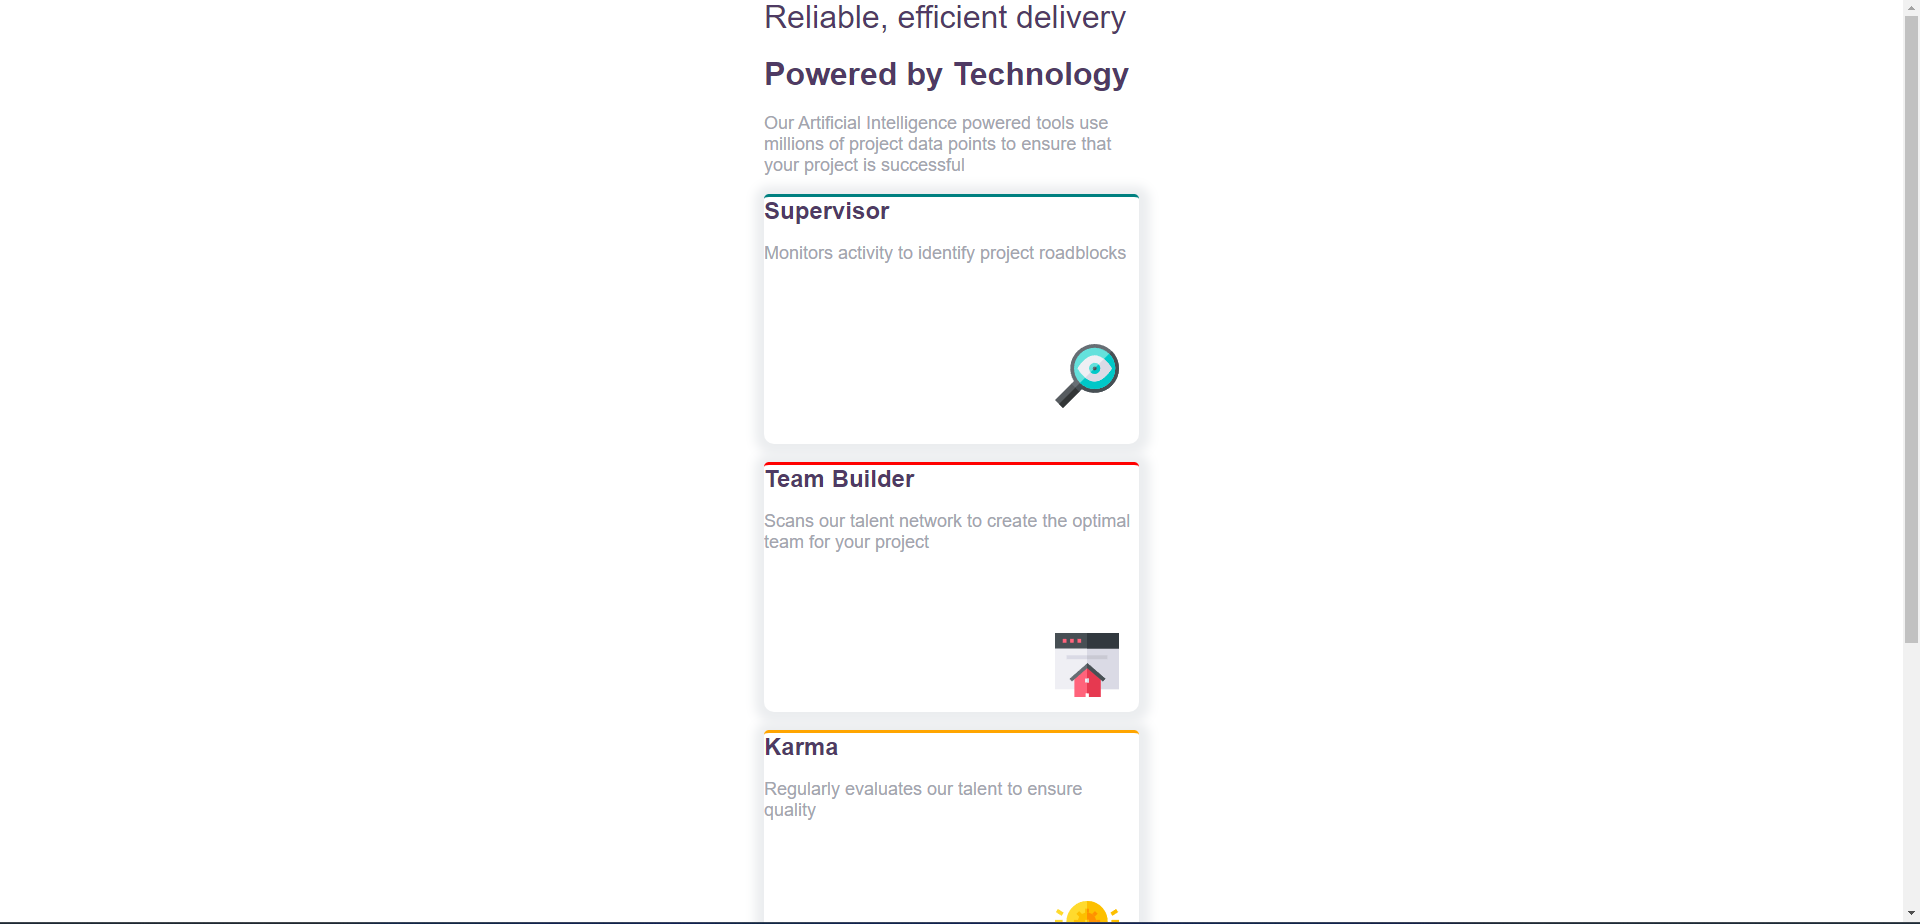 Reliable, efficient delivery
Powered by Technology
Our Artificial Intelligence powered tools use
millions of project data points to ensure that
your project is successful
Supervisor
Monitors activity to identify project roadblocks
Team Builder
Scans our talent network to create the optimal
team for your project
Karma
Regularly evaluates our talent to ensure
quality